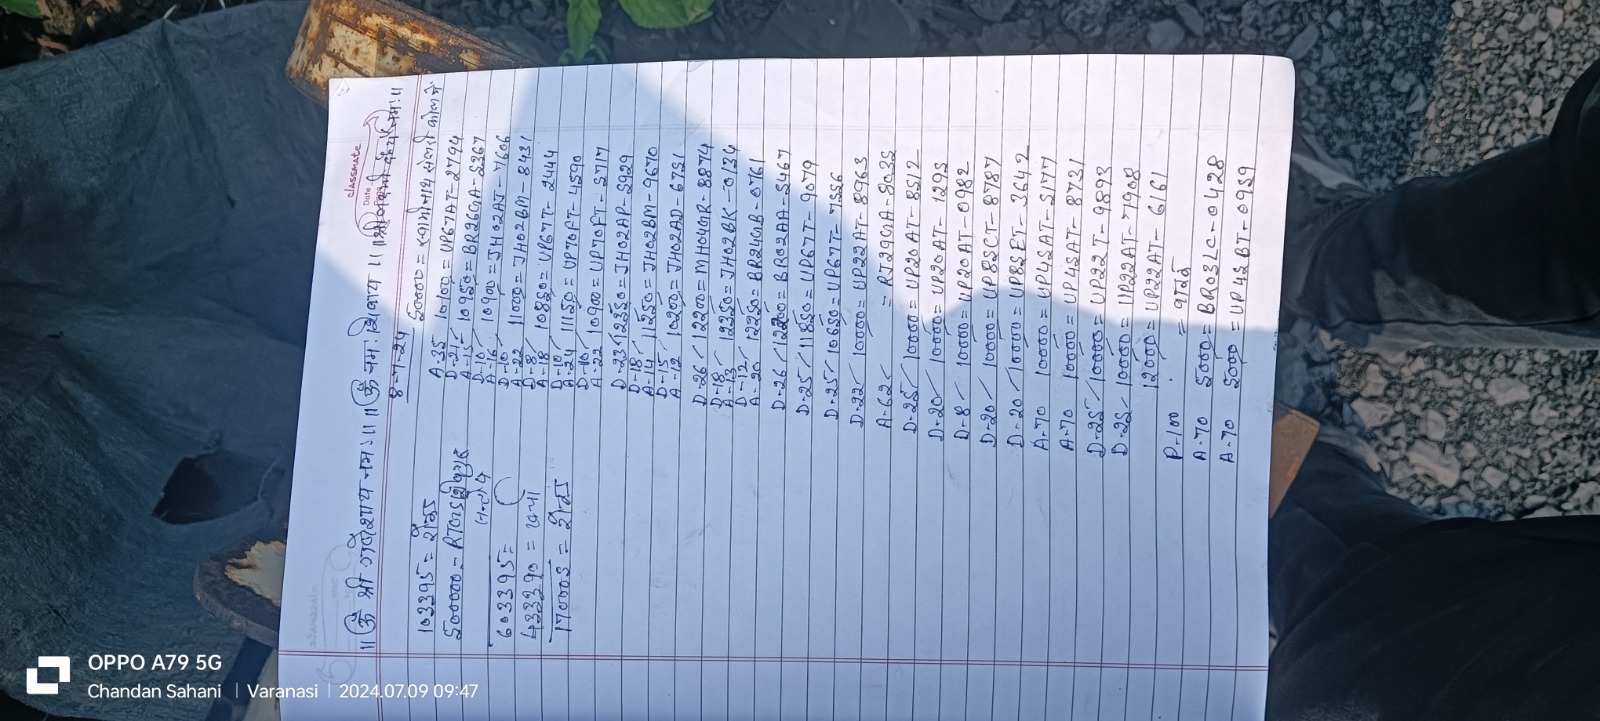 OPPO A79 5G
Chandan Sahani | Varanasi | 2024.07.09 09:47
classmate
Date
Page
॥ ॐ श्री गणेशाय नमः ॥ ॥ ॐ नमः शिवाय ॥ ॥ श्री लक्ष्मी नमः ॥
8-7-24
103395 =
500000 -
603395 =
433390 =
170005 =
50000 =
A-35 10100 = UP67AT-2794
D-21
A-15 10950 = BR26GA-5367
D-10
A-16 10900 = JH02AJ-7606
D-10
A-22 11000 = JH02BM-8431
D-8
A-18 10850 = UP67T-2444
D-10
A-24 11150 = UP70FT-4590
D-10
A-22 10900 = UP70FT-5717
D-23 12350 = JH02AP-5929
D-18
A-14 11250 = JH02BM-9670
D-15
A-12 10200 = JH02AD-6751
D-26 12200 = MH04GR-8874
D-18
A-13 12350 = JH02BK-0134
D-12
A-20 12250 = BR24GB-0761
D-26 12200 = BR02AA-5467
D-25 11850 = UP67T-9079
D-25 10650 = UP67T-7556
D-22 10000 = UP22AT-8963
A-62 = RJ29GA-8035
D-25 10000 = UP20AT-8512
D-20 10000 = UP20AT-1295
D-8 10000 = UP20AT-0982
D-20 10000 = UP85CT-8787
D-20 10000 = UP85ET-3642
A-70 10000 = UP45AT-5177
A-70 10000 = UP45AT-8731
D-25 10000 = UP22T-9893
D-25 10000 = UP22AT-7908
12000 = UP22AT-6161
P-100 =
A-70 5000 = BR03LC-0428
A-70 5000 = UP45BT-0959